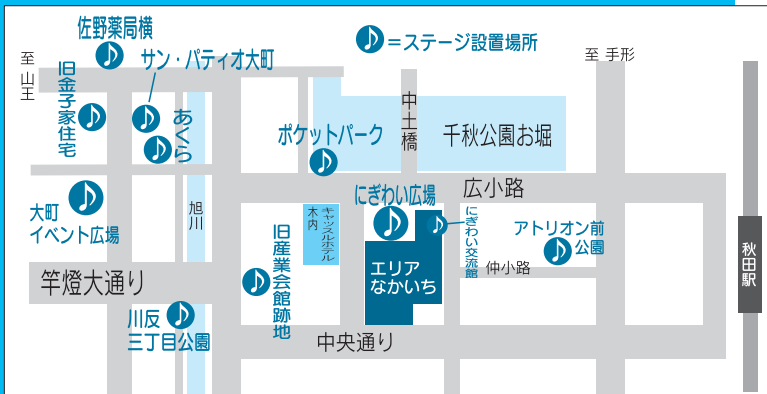 佐野薬局横
♪＝ステージ設置場所
至 手形
至 山王
サン・パティオ大町
旧金子家住宅
あくら
ポケットパーク
中土橋
千秋公園お堀
広小路
大町
イベント広場
旭川
にぎわい広場
キャッスルホテル
木内
にぎわい交流館
アトリオン前
公園
秋田駅
旧産業会館跡地
エリア
なかいち
仲小路
竿燈大通り
川反
三丁目公園
中央通り